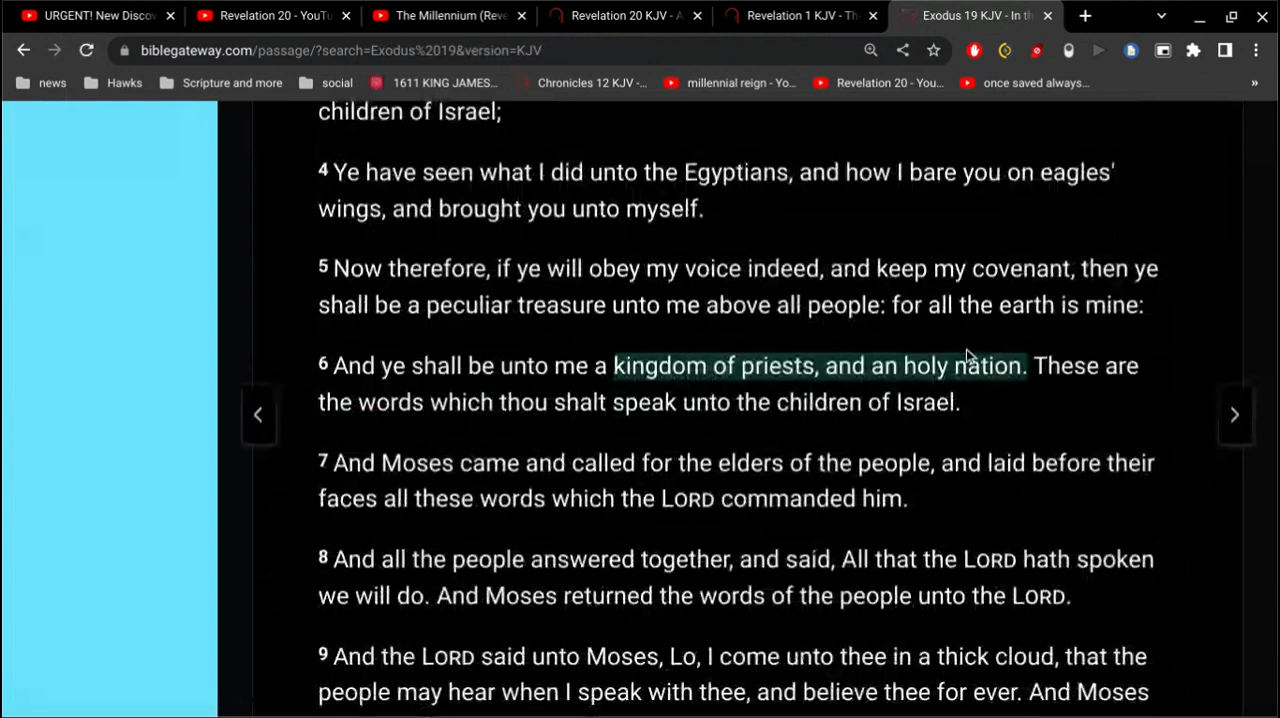 URGENT! New Discov
Revelation 20 - YouTu
The Millennium (Reve
Revelation 20 KJV - A
Revelation 1 KJV - Th
Exodus 19 KJV - In th
biblegateway.com/passage/?search=Exodus%2019&version=KJV
news
Hawks
Scripture and more
social
1611 KING JAMES...
Chronicles 12 KJV -...
millennial reign - Yo...
Revelation 20 - You...
once saved always...
children of Israel;
4 Ye have seen what I did unto the Egyptians, and how I bare you on eagles'
wings, and brought you unto myself.
5 Now therefore, if ye will obey my voice indeed, and keep my covenant, then ye
shall be a peculiar treasure unto me above all people: for all the earth is mine:
6 And ye shall be unto me a kingdom of priests, and an holy nation. These are
the words which thou shalt speak unto the children of Israel.
7 And Moses came and called for the elders of the people, and laid before their
faces all these words which the LORD commanded him.
8 And all the people answered together, and said, All that the LORD hath spoken
we will do. And Moses returned the words of the people unto the LORD.
9 And the LORD said unto Moses, Lo, I come unto thee in a thick cloud, that the
people may hear when I speak with thee, and believe thee for ever. And Moses